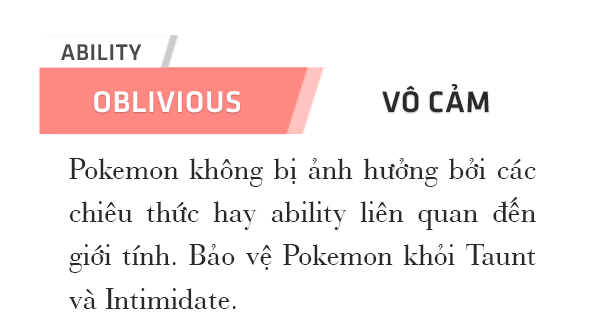 ABILITY
OBLIVIOUS
VÔ CẢM
Pokemon không bị ảnh hưởng bởi các
chiêu thức hay ability liên quan đến
giới tính. Bảo vệ Pokemon khỏi Taunt
và Intimidate.